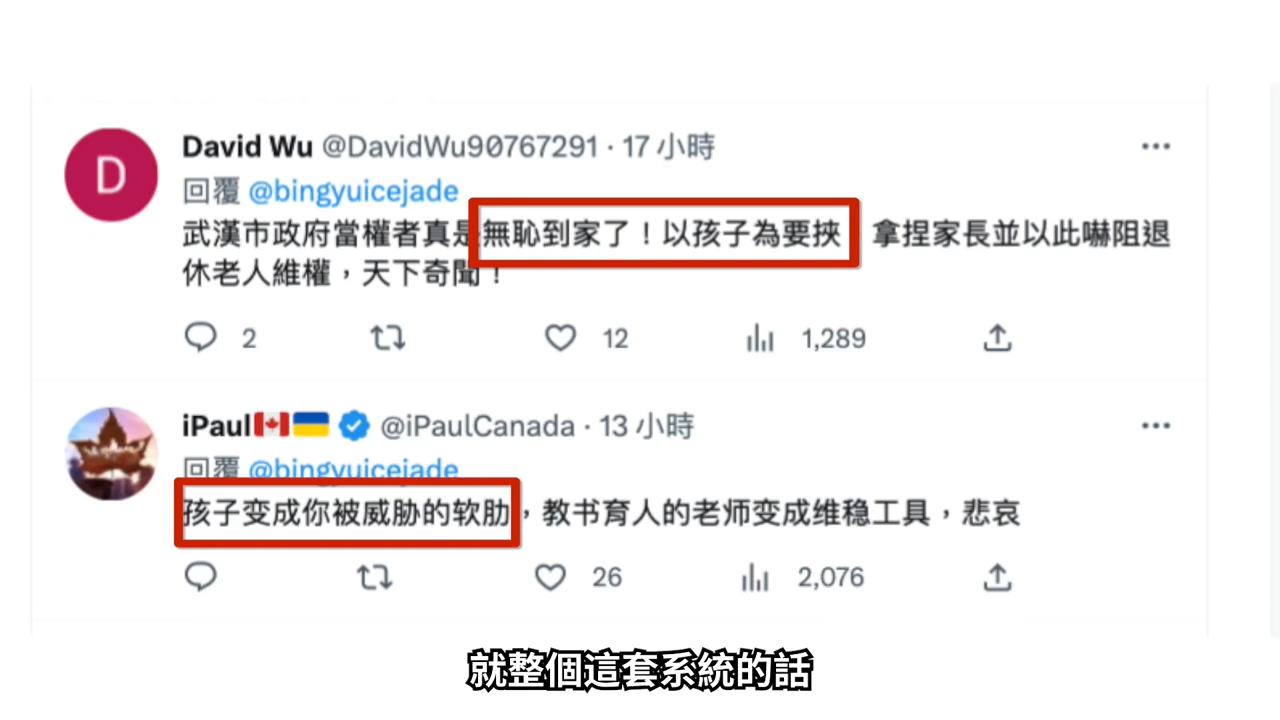 David Wu @DavidWu90767291 · 17 小時
回覆 @bingyuicejade
武漢市政府當權者真是無恥到家了！以孩子為要挾 拿捏家長並以此嚇阻退
休老人維權，天下奇聞！
2 12 1,289
iPaul @iPaulCanada · 13 小時
回覆 @bingyuicejade
孩子变成你被威胁的软肋，教书育人的老师变成维稳工具，悲哀
26 2,076
就整個這套系統的話
D